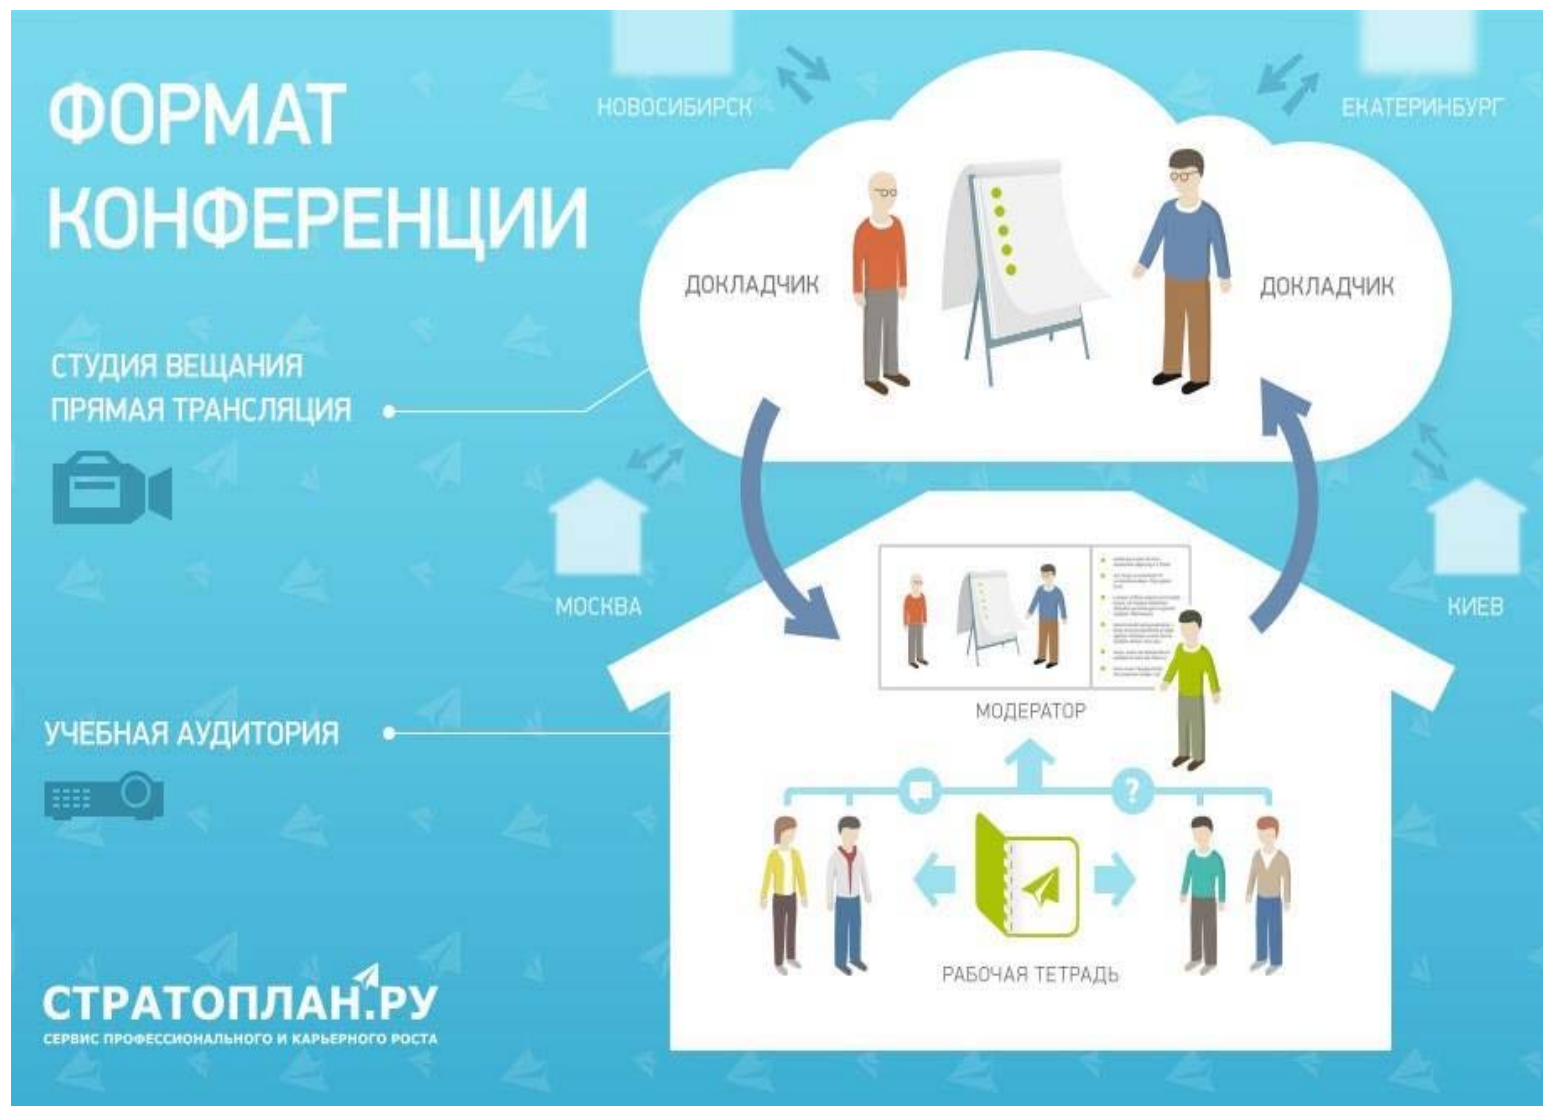 ФОРМАТ
КОНФЕРЕНЦИИ
НОВОСИБИРСК
ЕКАТЕРИНБУРГ
ДОКЛАДЧИК
ДОКЛАДЧИК
СТУДИЯ ВЕЩАНИЯ
ПРЯМАЯ ТРАНСЛЯЦИЯ
МОСКВА
КИЕВ
МОДЕРАТОР
УЧЕБНАЯ АУДИТОРИЯ
?
РАБОЧАЯ ТЕТРАДЬ
СТРАТОПЛАН.РУ
СЕРВИС ПРОФЕССИОНАЛЬНОГО И КАРЬЕРНОГО РОСТА